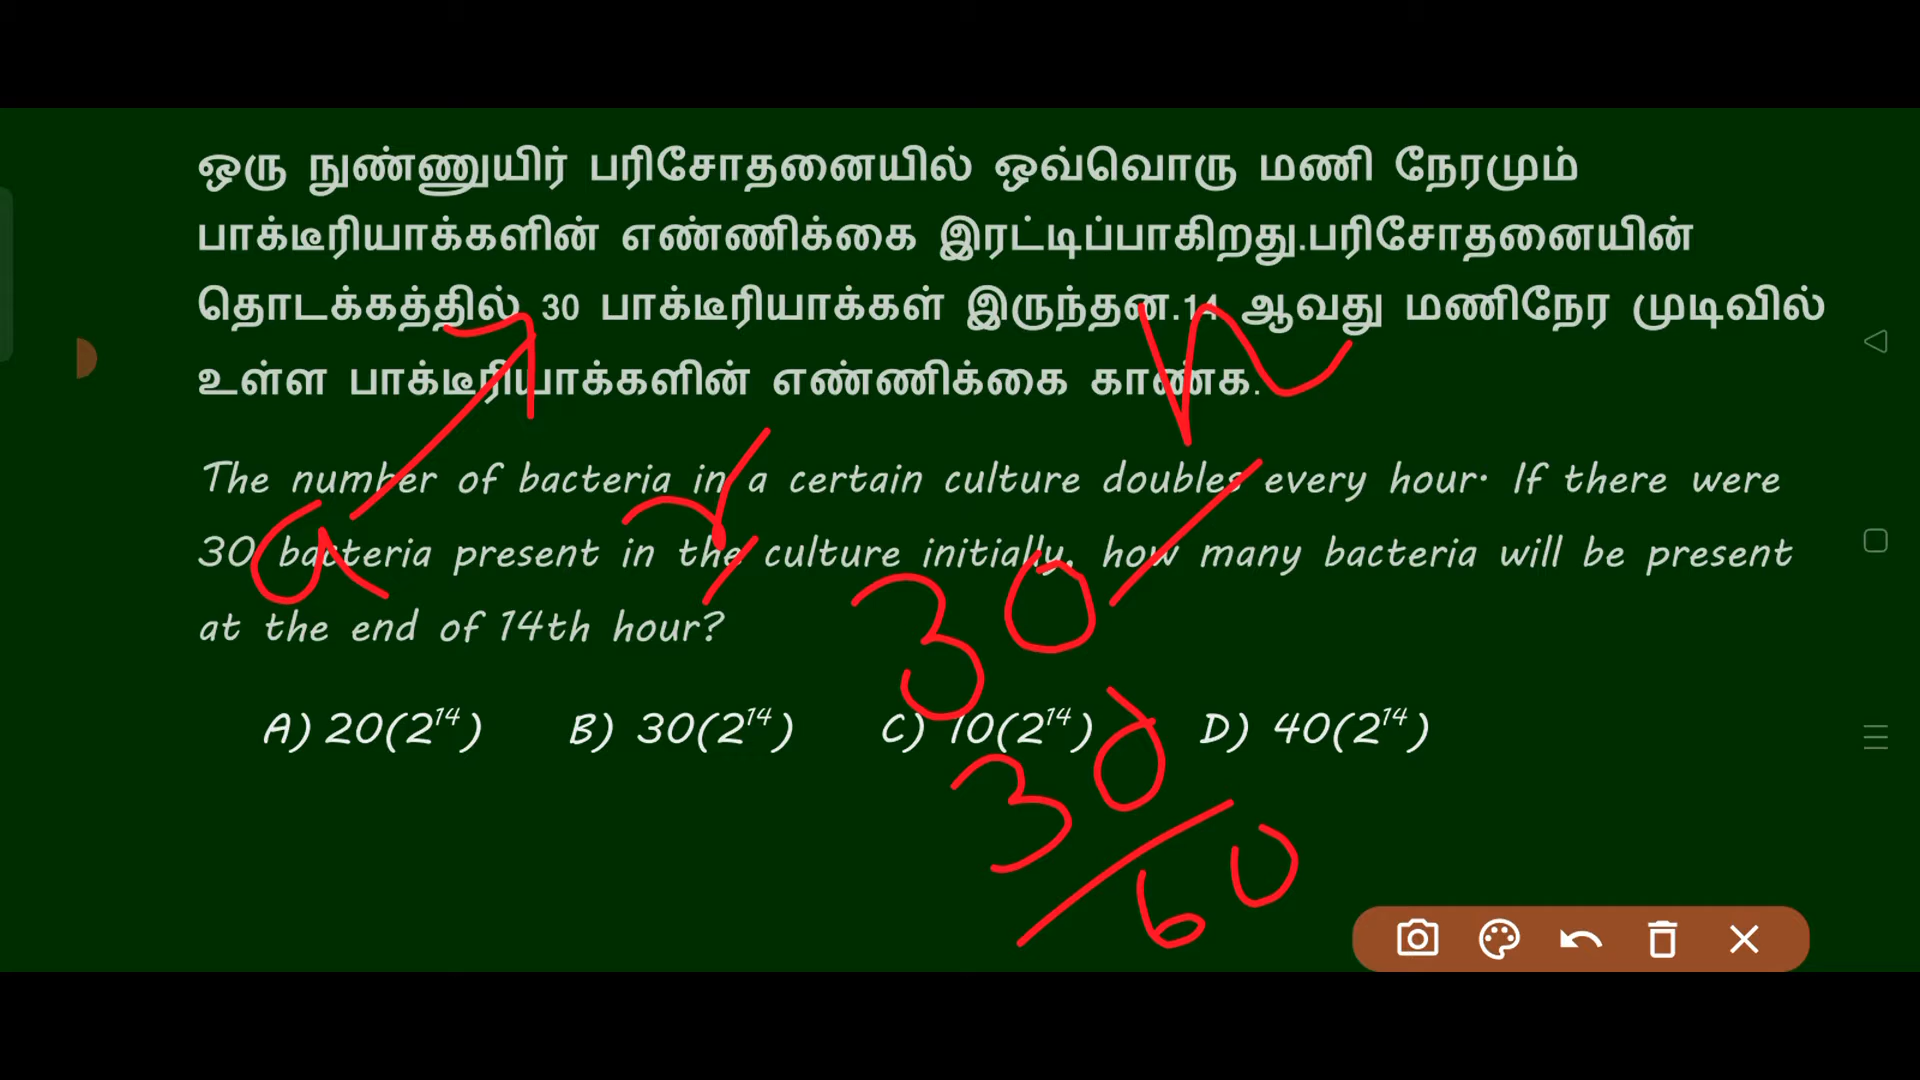 ஒரு நுண்ணுயிர் பரிசோதனையில் ஒவ்வொரு மணி நேரமும்
பாக்டீரியாக்களின் எண்ணிக்கை இரட்டிப்பாகிறது.பரிசோதனையின்
தொடக்கத்தில் 30 பாக்டீரியாக்கள் இருந்தன.14 ஆவது மணிநேர முடிவில்
உள்ள பாக்டீரியாக்களின் எண்ணிக்கை காண்க.
The number of bacteria in a certain culture doubles every hour. If there were
30 bacteria present in the culture initially, how many bacteria will be present
at the end of 14th hour?
A) 20(2¹⁴) B) 30(2¹⁴) C) 10(2¹⁴) D) 40(2¹⁴)
a
r
n
30
30
60